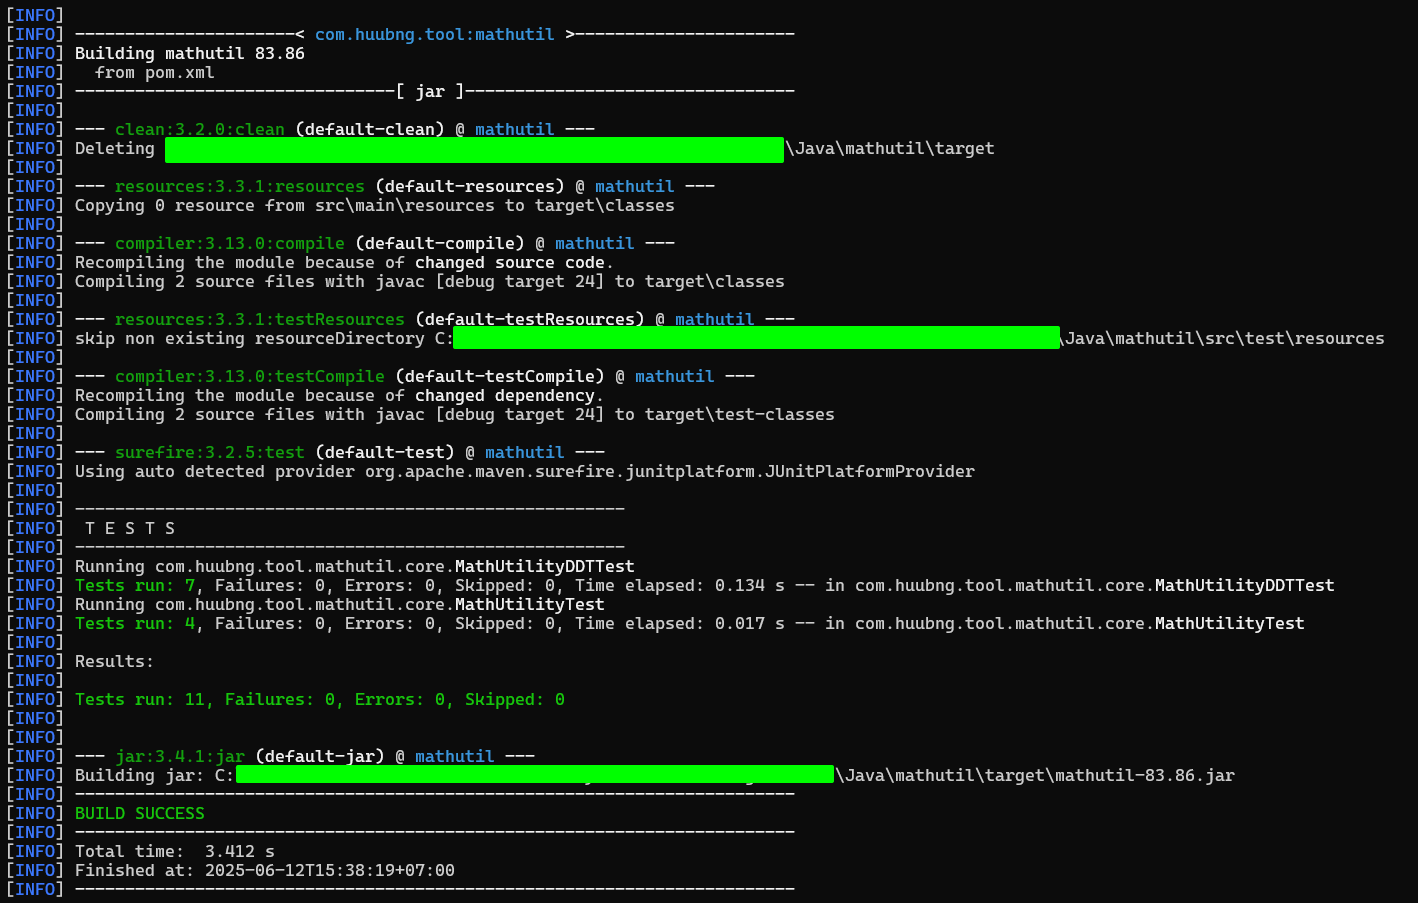 [INFO]
[INFO] ----------------------< com.huubng.tool:mathutil >----------------------
[INFO] Building mathutil 83.86
[INFO]   from pom.xml
[INFO] --------------------------------[ jar ]---------------------------------
[INFO]
[INFO] --- clean:3.2.0:clean (default-clean) @ mathutil ---
[INFO] Deleting \Java\mathutil\target
[INFO]
[INFO] --- resources:3.3.1:resources (default-resources) @ mathutil ---
[INFO] Copying 0 resource from src\main\resources to target\classes
[INFO]
[INFO] --- compiler:3.13.0:compile (default-compile) @ mathutil ---
[INFO] Recompiling the module because of changed source code.
[INFO] Compiling 2 source files with javac [debug target 24] to target\classes
[INFO]
[INFO] --- resources:3.3.1:testResources (default-testResources) @ mathutil ---
[INFO] skip non existing resourceDirectory C: \Java\mathutil\src\test\resources
[INFO]
[INFO] --- compiler:3.13.0:testCompile (default-testCompile) @ mathutil ---
[INFO] Recompiling the module because of changed dependency.
[INFO] Compiling 2 source files with javac [debug target 24] to target\test-classes
[INFO]
[INFO] --- surefire:3.2.5:test (default-test) @ mathutil ---
[INFO] Using auto detected provider org.apache.maven.surefire.junitplatform.JUnitPlatformProvider
[INFO]
[INFO] -------------------------------------------------------
[INFO]  T E S T S
[INFO] -------------------------------------------------------
[INFO] Running com.huubng.tool.mathutil.core.MathUtilityDDTTest
[INFO] Tests run: 7, Failures: 0, Errors: 0, Skipped: 0, Time elapsed: 0.134 s -- in com.huubng.tool.mathutil.core.MathUtilityDDTTest
[INFO] Running com.huubng.tool.mathutil.core.MathUtilityTest
[INFO] Tests run: 4, Failures: 0, Errors: 0, Skipped: 0, Time elapsed: 0.017 s -- in com.huubng.tool.mathutil.core.MathUtilityTest
[INFO]
[INFO] Results:
[INFO]
[INFO] Tests run: 11, Failures: 0, Errors: 0, Skipped: 0
[INFO]
[INFO]
[INFO] --- jar:3.4.1:jar (default-jar) @ mathutil ---
[INFO] Building jar: C: \Java\mathutil\target\mathutil-83.86.jar
[INFO] ------------------------------------------------------------------------
[INFO] BUILD SUCCESS
[INFO] ------------------------------------------------------------------------
[INFO] Total time:  3.412 s
[INFO] Finished at: 2025-06-12T15:38:19+07:00
[INFO] ------------------------------------------------------------------------